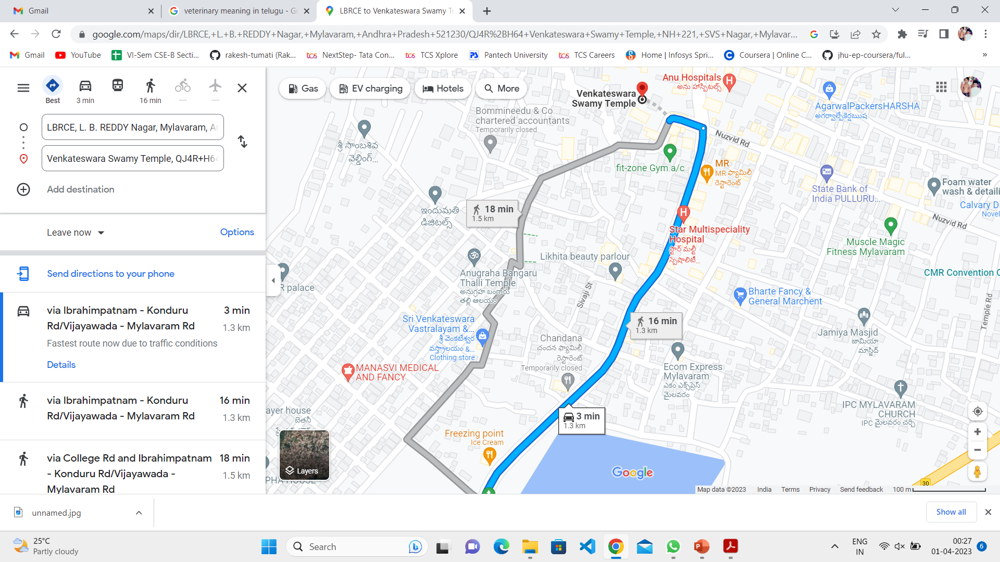 Gmail
veterinary meaning in telugu - Go
LBRCE to Venkateswara Swamy Te
google.com/maps/dir/LBRCE,+L.+B.+REDDY+Nagar,+Mylavaram,+Andhra+Pradesh+521230/QJ4R%2BH64+Venkateswara+Swamy+Temple,+NH+221,+SVS+Nagar,+Mylavar...
Gmail
YouTube
VI-Sem CSE-B Secti...
rakesh-tumati (Rak...
NextStep- Tata Con...
TCS Xplore
Pantech University
TCS Careers
Home | Infosys Spri...
Coursera | Online C...
jhu-ep-coursera/ful...
»
Best
3 min
16 min
LBRCE, L. B. REDDY Nagar, Mylavaram, A
Venkateswara Swamy Temple, QJ4R+H64
Add destination
Leave now
Options
Send directions to your phone
via Ibrahimpatnam - Konduru
Rd/Vijayawada - Mylavaram Rd
3 min
1.3 km
Fastest route now due to traffic conditions
Details
via Ibrahimpatnam - Konduru
Rd/Vijayawada - Mylavaram Rd
16 min
1.3 km
via College Rd and Ibrahimpatnam
- Konduru Rd/Vijayawada -
Mylavaram Rd
18 min
1.5 km
Gas
EV charging
Hotels
More
Venkateswara
Swamy Temple
Anu Hospitals
అను హాస్పిటల్స్
AgarwalPackersHARSHA
Bommineedu & Co
chartered accountants
Temporarily closed
శ్రీ సాంబశివ
వెల్డింగ్...
Nuzvid Rd
fit-zone Gym a/c
MR
MR ఫ్యామిలీ
రెస్టారెంట్
State Bank of
India PULLURU...
Foam water
wash & detaili
Calvary D
Novel
Nuzvid Rd
ఇందుమతి
డిజిటల్స్
18 min
1.5 km
Star Multispeciality
Hospital
స్టార్ మల్టీ
స్పెషాలిటీ...
Muscle Magic
Fitness Mylavaram
Likhita beauty parlour
CMR Convention C
Anugraha Bangaru
Thalli Temple
అనుగ్రహ బంగారు
తల్లి ఆలయం
R palace
Sivaji St
Bharte Fancy &
General Marchent
Temple Rd
Sri Venkateswara
Vastralayam &...
శ్రీ వెంకటేశ్వర
వస్త్రాలయం &...
Clothing store
16 min
1.3 km
Jamiya Masjid
జామియా
మాస్జిద్
Chandana
చందన ఫ్యామిలీ
రెస్టారెంట్
Temporarily closed
Ecom Express
Mylavaram
ఎకం ఎక్స్‌ప్రెస్
మైలవరం
MANASVI MEDICAL
AND FANCY
IPC MYLAVARAM
CHURCH
IPC మైలవరం చర్చి
ayer house
బెతనీ
3 min
1.3 km
Freezing point
Ice Cream
Layers
PHA HOUSE
Google
30
Map data ©2023
India
Terms
Privacy
Send feedback
100 m
unnamed.jpg
Show all
25°C
Partly cloudy
Search
ENG
IN
00:27
01-04-2023
6